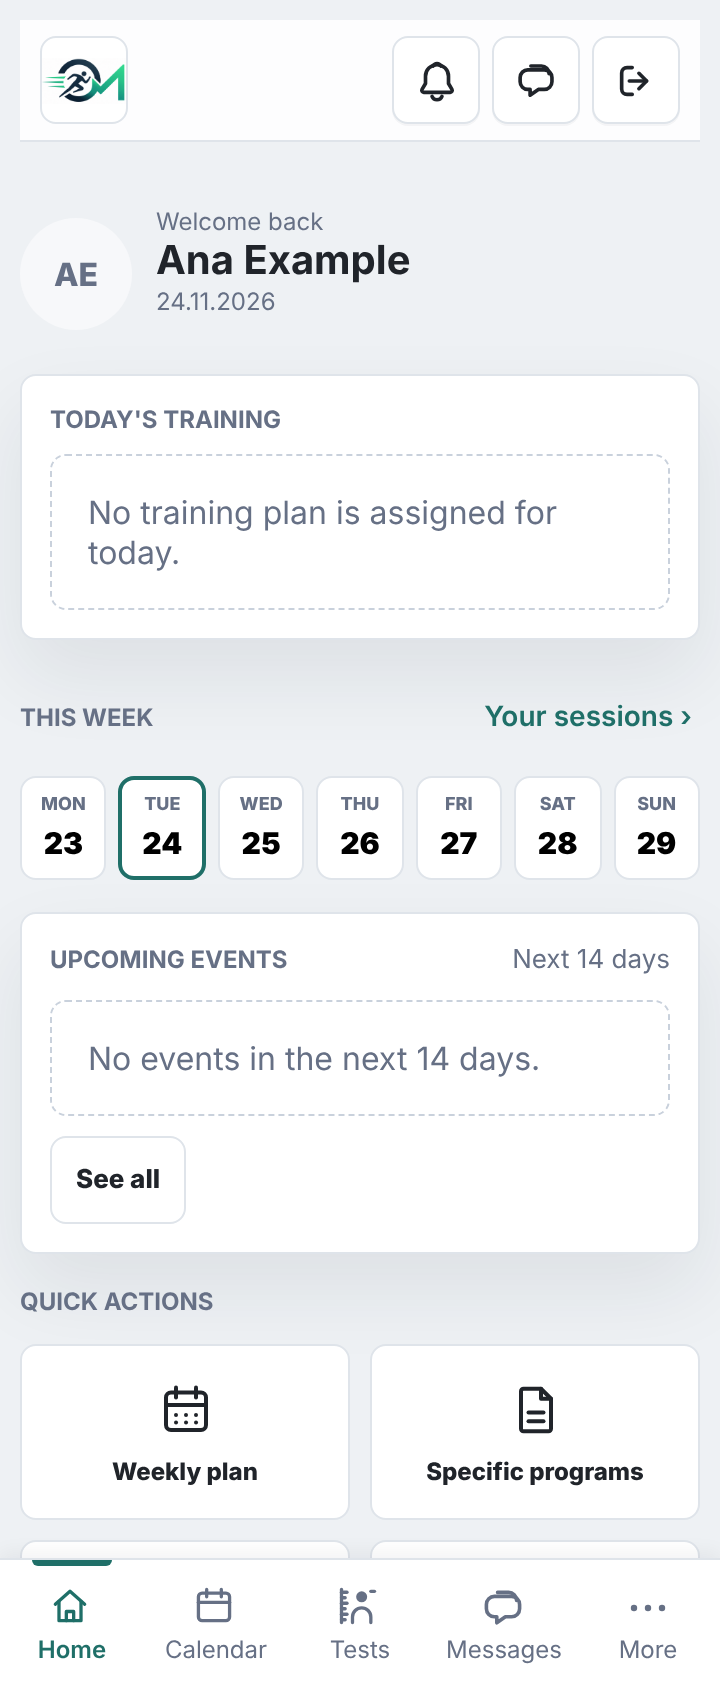 Welcome back
AE
Ana Example
24.11.2026
TODAY'S TRAINING
No training plan is assigned for
today.
THIS WEEK
Your sessions ›
MON TUE WED THU FRI SAT SUN
23 24 25 26 27 28 29
UPCOMING EVENTS
Next 14 days
No events in the next 14 days.
See all
QUICK ACTIONS
Weekly plan
Specific programs
Home
Calendar
Tests
Messages
More